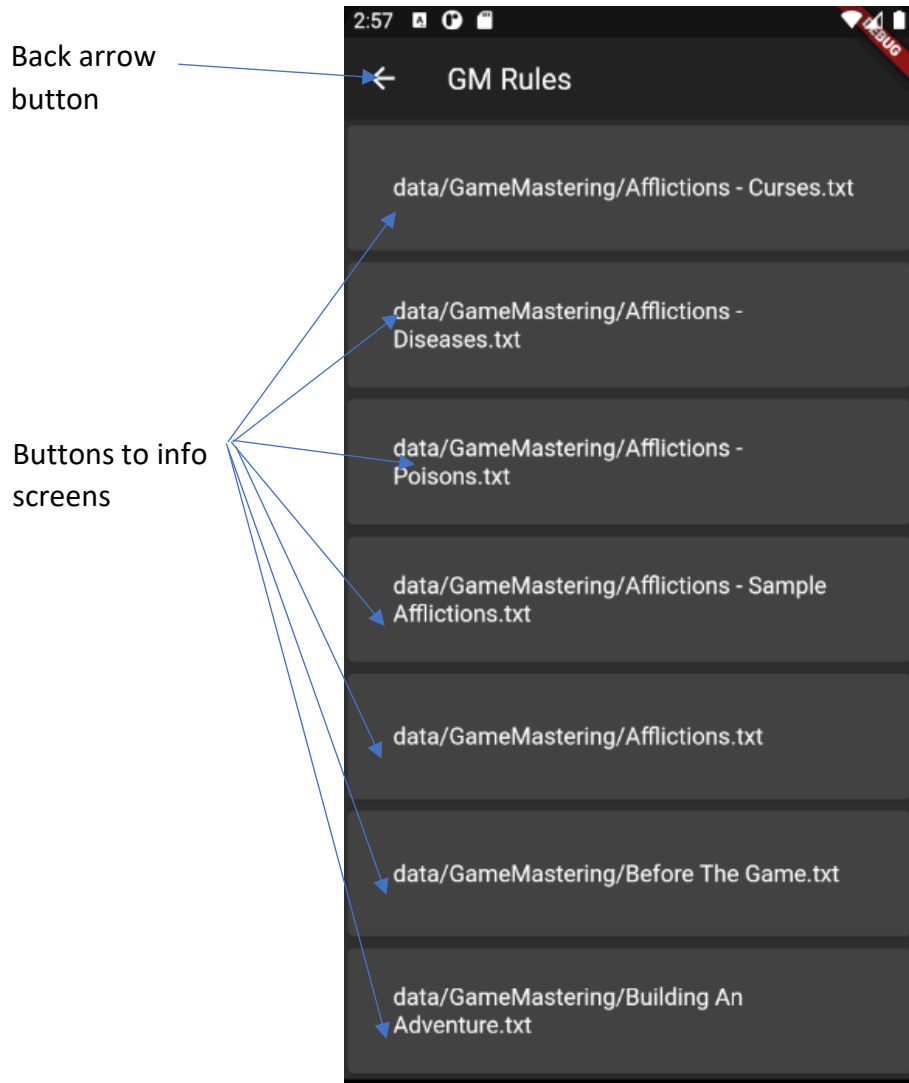 2:57
DEBUG
Back arrow
button
GM Rules
data/GameMastering/Afflictions - Curses.txt
data/GameMastering/Afflictions -
Diseases.txt
Buttons to info
screens
data/GameMastering/Afflictions -
Poisons.txt
data/GameMastering/Afflictions - Sample
Afflictions.txt
data/GameMastering/Afflictions.txt
data/GameMastering/Before The Game.txt
data/GameMastering/Building An
Adventure.txt